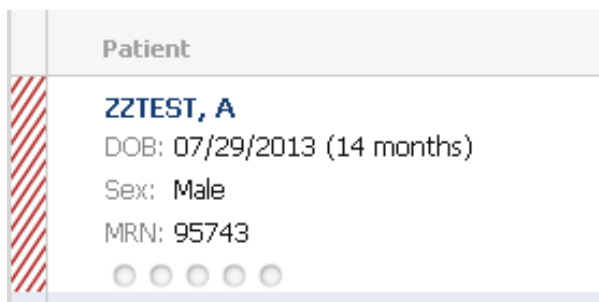 Patient
ZZTEST, A
DOB: 07/29/2013 (14 months)
Sex: Male
MRN: 95743